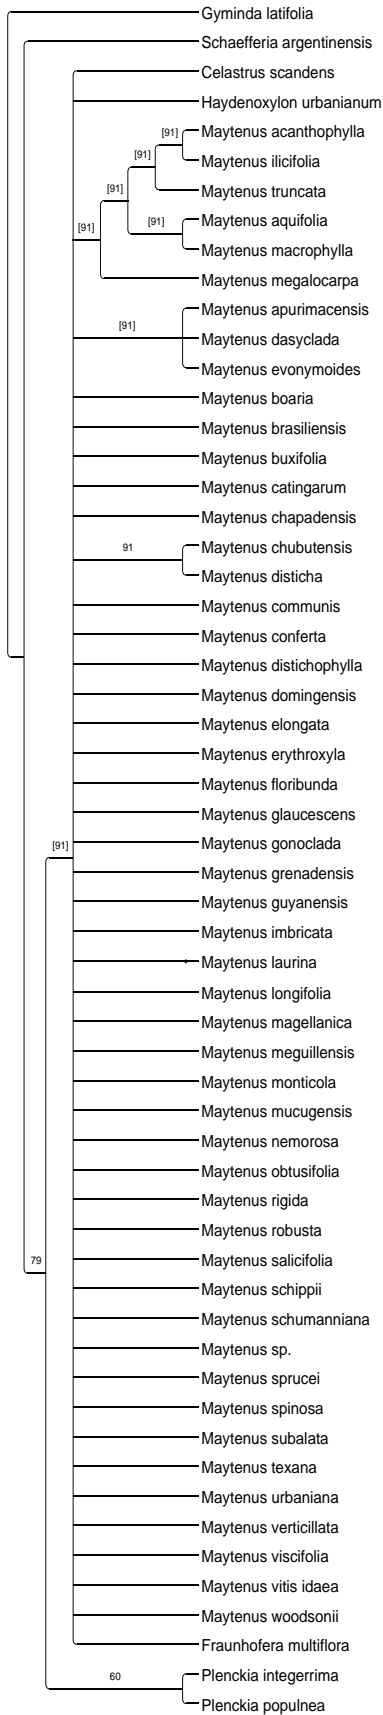 Gyminda latifolia
Schaefferia argentinensis
Celastrus scandens
Haydenoxylon urbanianum
[91]
Maytenus acanthophylla
[91]
Maytenus ilicifolia
[91]
Maytenus truncata
[91]
Maytenus aquifolia
[91]
Maytenus macrophylla
Maytenus megalocarpa
Maytenus apurimacensis
[91]
Maytenus dasyclada
Maytenus evonymoides
Maytenus boaria
Maytenus brasiliensis
Maytenus buxifolia
Maytenus catingarum
Maytenus chapadensis
91
Maytenus chubutensis
Maytenus disticha
Maytenus communis
Maytenus conferta
Maytenus distichophylla
Maytenus domingensis
Maytenus elongata
Maytenus erythroxyla
Maytenus floribunda
Maytenus glaucescens
[91]
Maytenus gonoclada
Maytenus grenadensis
Maytenus guyanensis
Maytenus imbricata
Maytenus laurina
Maytenus longifolia
Maytenus magellanica
Maytenus meguillensis
Maytenus monticola
Maytenus mucugensis
Maytenus nemorosa
Maytenus obtusifolia
Maytenus rigida
Maytenus robusta
79
Maytenus salicifolia
Maytenus schippii
Maytenus schumanniana
Maytenus sp.
Maytenus sprucei
Maytenus spinosa
Maytenus subalata
Maytenus texana
Maytenus urbaniana
Maytenus verticillata
Maytenus viscifolia
Maytenus vitis idaea
Maytenus woodsonii
Fraunhofera multiflora
60
Plenckia integerrima
Plenckia populnea